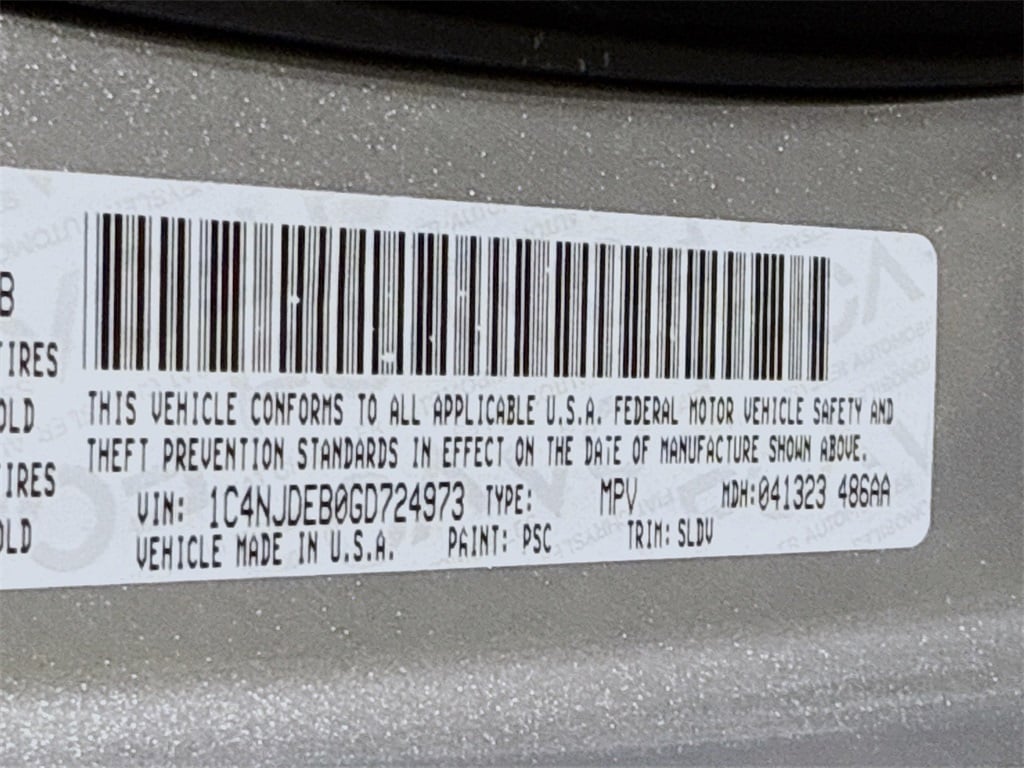 B
TIRES
OLD
THIS VEHICLE CONFORMS TO ALL APPLICABLE U.S.A. FEDERAL MOTOR VEHICLE SAFETY AND
THEFT PREVENTION STANDARDS IN EFFECT ON THE DATE OF MANUFACTURE SHOWN ABOVE.
TIRES
VIN: 1C4NJDEB0GD724973 TYPE: MPV MDH:041323 486AA
OLD
VEHICLE MADE IN U.S.A. PAINT: PSC TRIM: SLDV